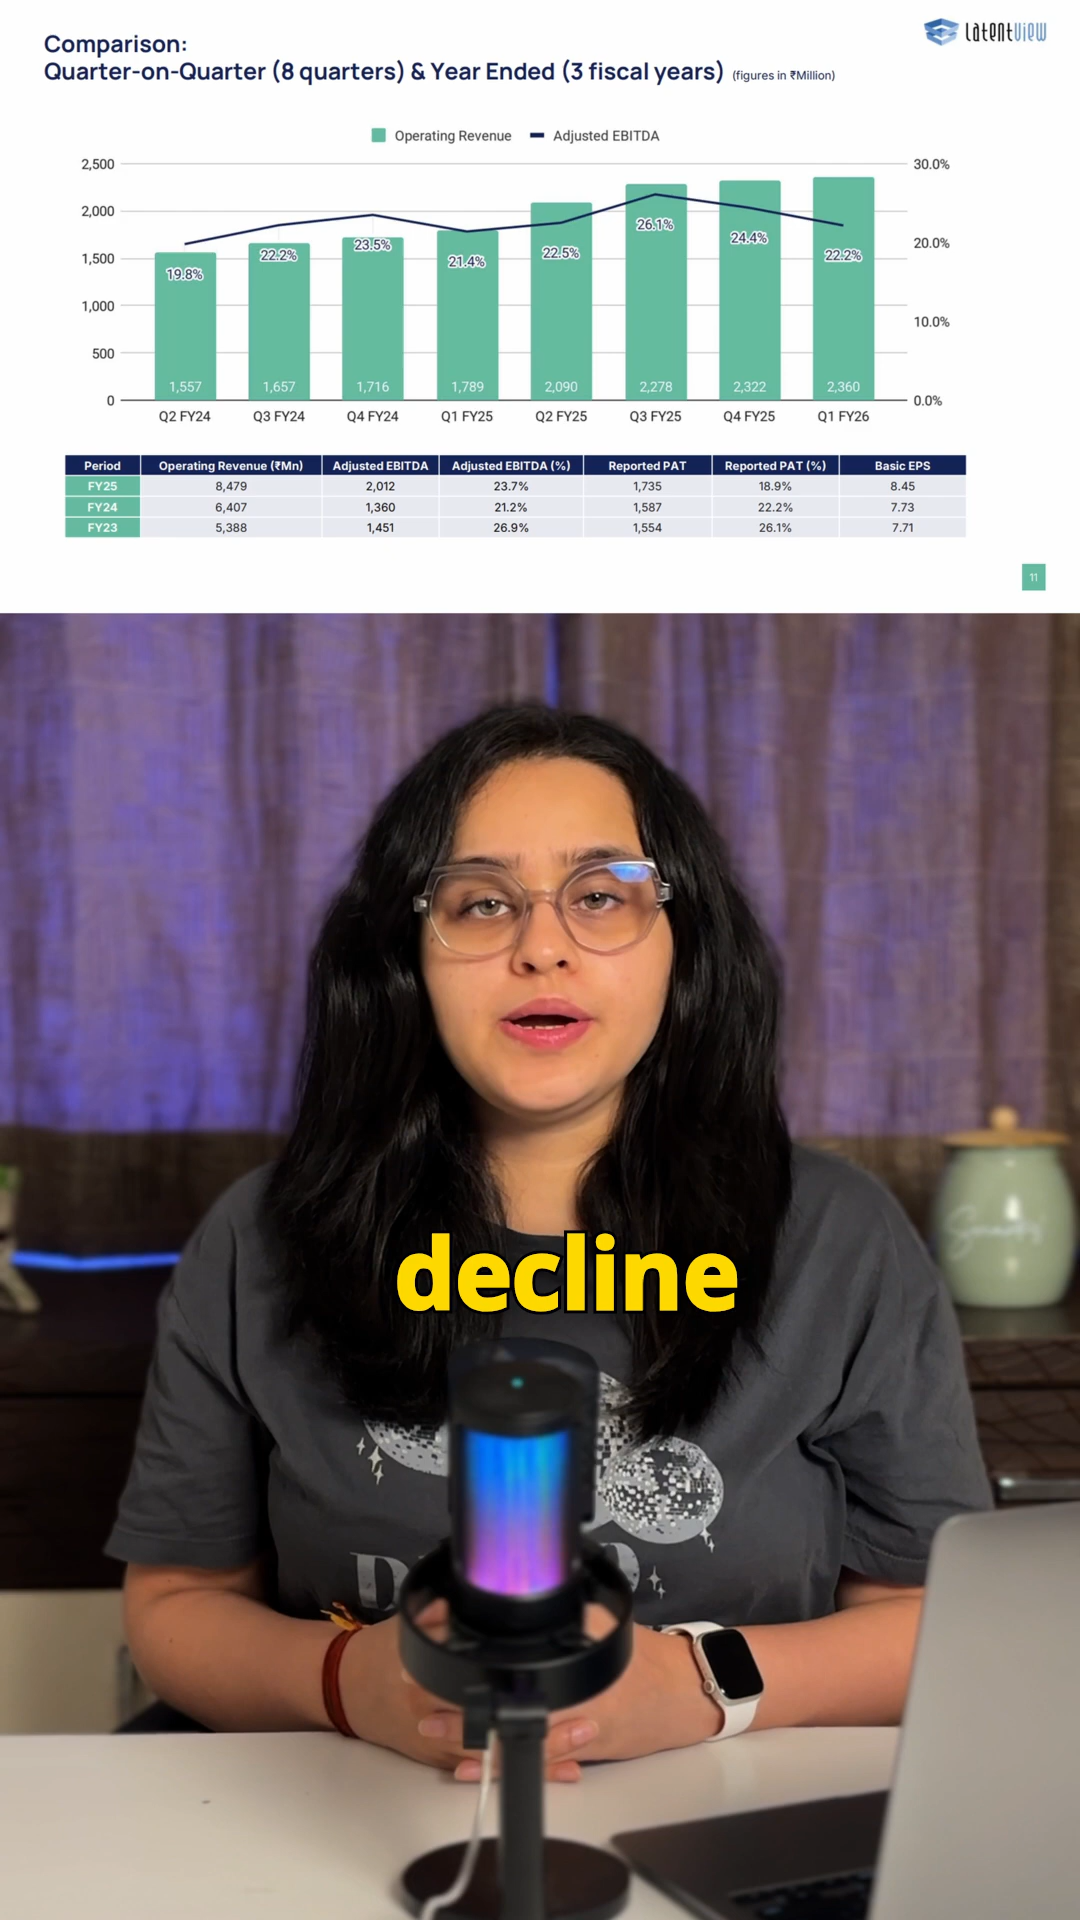 Comparison:
Quarter-on-Quarter (8 quarters) & Year Ended (3 fiscal years) (figures in ₹Million)
LatentView
Operating Revenue Adjusted EBITDA
2,500 30.0%
2,000 20.0%
1,500
1,000 10.0%
500
0 0.0%
19.8% 22.2% 23.5% 21.4% 22.5% 26.1% 24.4% 22.2%
1,557 1,657 1,716 1,789 2,090 2,278 2,322 2,360
Q2 FY24 Q3 FY24 Q4 FY24 Q1 FY25 Q2 FY25 Q3 FY25 Q4 FY25 Q1 FY26
Period Operating Revenue (₹Mn) Adjusted EBITDA Adjusted EBITDA (%) Reported PAT Reported PAT (%) Basic EPS
FY25 8,479 2,012 23.7% 1,735 18.9% 8.45
FY24 6,407 1,360 21.2% 1,587 22.2% 7.73
FY23 5,388 1,451 26.9% 1,554 26.1% 7.71
11
decline